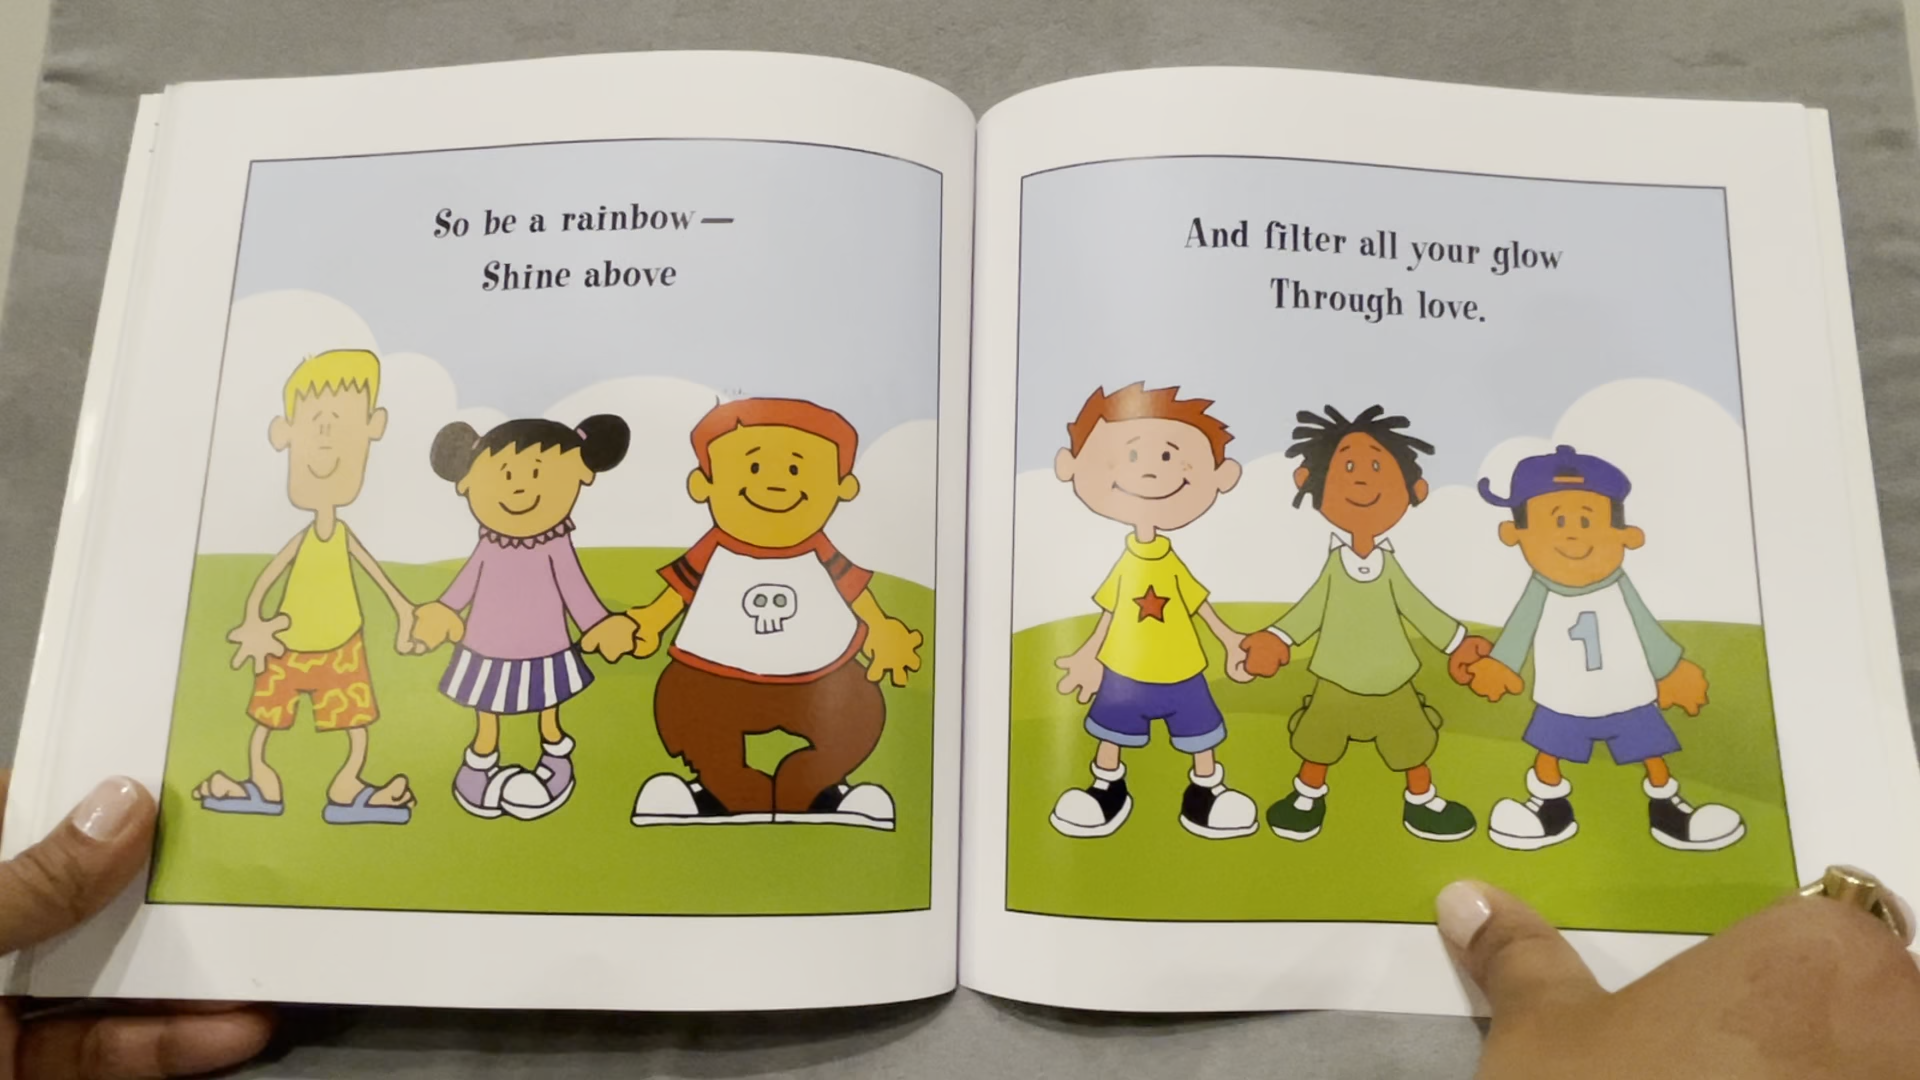 So be a rainbow—
Shine above
And filter all your glow
Through love.
1